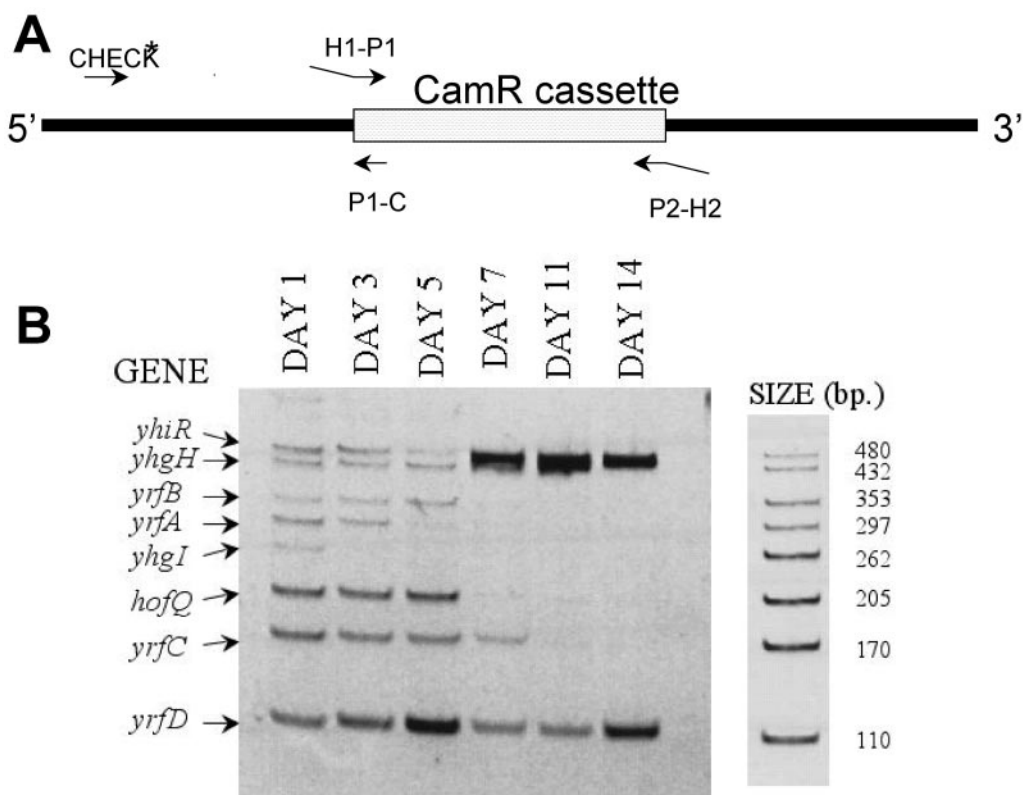 A
CHECK*
H1-P1
CamR cassette
5’
3’
P1-C
P2-H2
B
GENE
DAY 1
DAY 3
DAY 5
DAY 7
DAY 11
DAY 14
SIZE (bp.)
yhiR
yhgH
yrfB
yrfA
yhgI
hofQ
yrfC
yrfD
480
432
353
297
262
205
170
110